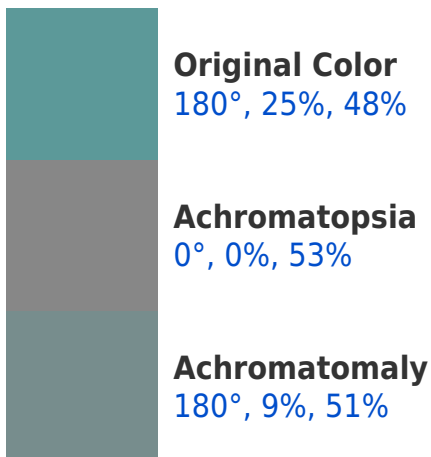 Original Color
180°, 25%, 48%
Achromatopsia
0°, 0%, 53%
Achromatomaly
180°, 9%, 51%